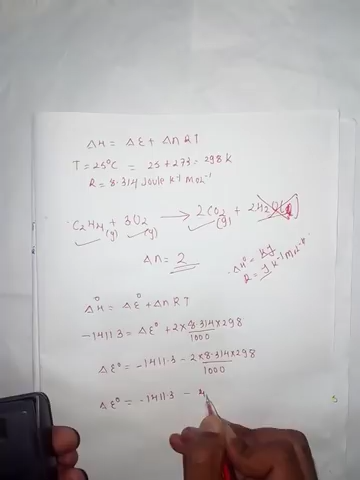 ΔH = ΔE + Δn R T
T = 25°C = 25 + 273 = 298 K
R = 8.314 Joule K⁻¹ Mol⁻¹
C₂H₄(g) + 3O₂(g) → 2CO₂(g) + 2H₂O(l)
Δn = 2
ΔH° = KJ
R = J K⁻¹ Mol⁻¹
ΔH° = ΔE° + Δn R T
-1411.3 = ΔE° + 2 × 8.314 × 298
1000
ΔE° = -1411.3 - 2 × 8.314 × 298
1000
ΔE° = -1411.3 -